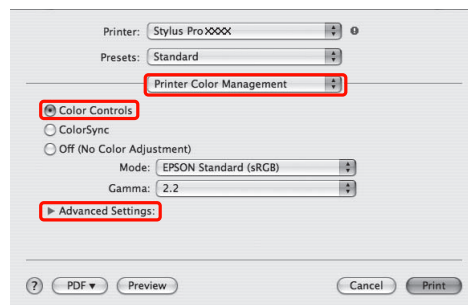 Printer: Stylus Pro XXXX
Presets: Standard
Printer Color Management
Color Controls
ColorSync
Off (No Color Adjustment)
Mode: EPSON Standard (sRGB)
Gamma: 2.2
Advanced Settings:
? PDF Preview Cancel Print